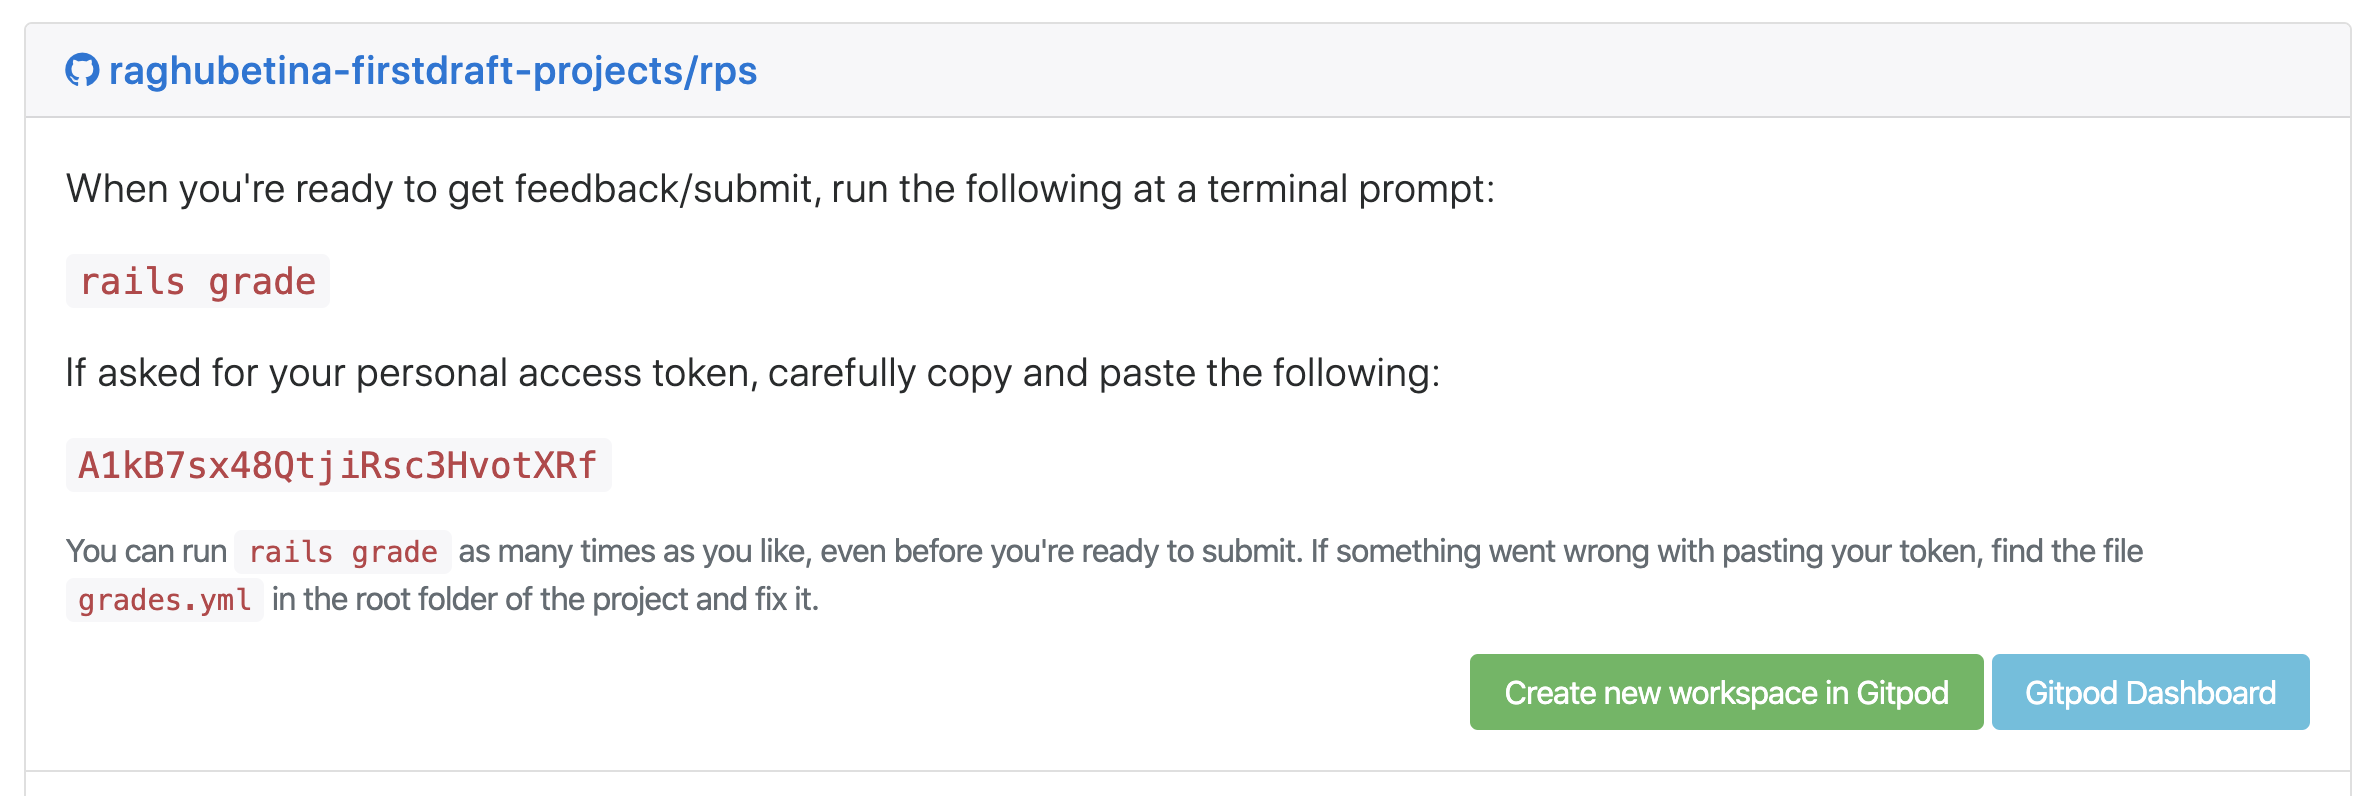 raghubetina-firstdraft-projects/rps
When you're ready to get feedback/submit, run the following at a terminal prompt:
rails grade
If asked for your personal access token, carefully copy and paste the following:
A1kB7sx48QtjiRsc3HvotXRf
You can run rails grade as many times as you like, even before you're ready to submit. If something went wrong with pasting your token, find the file
grades.yml in the root folder of the project and fix it.
Create new workspace in Gitpod Gitpod Dashboard